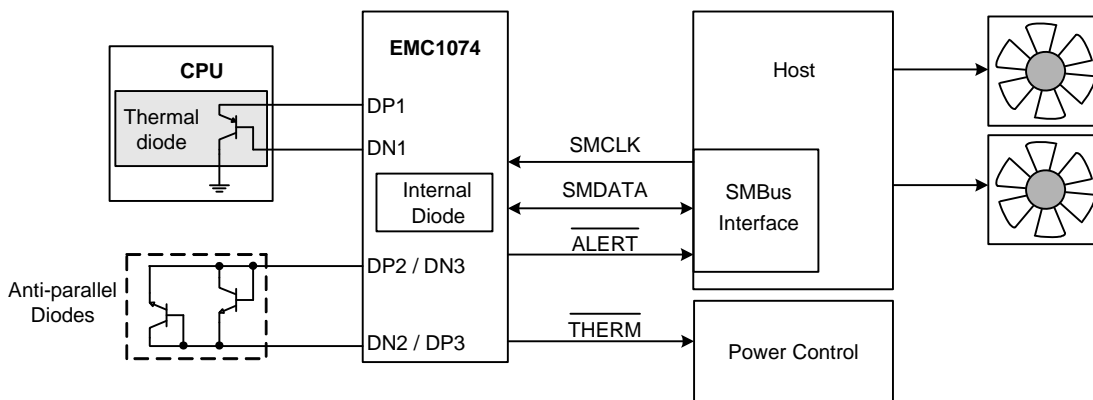 EMC1074
CPU
Thermal
diode
DP1
DN1
Internal
Diode
Anti-parallel
Diodes
DP2 / DN3
DN2 / DP3
SMCLK
SMDATA
ALERT
THERM
Host
SMBus
Interface
Power Control